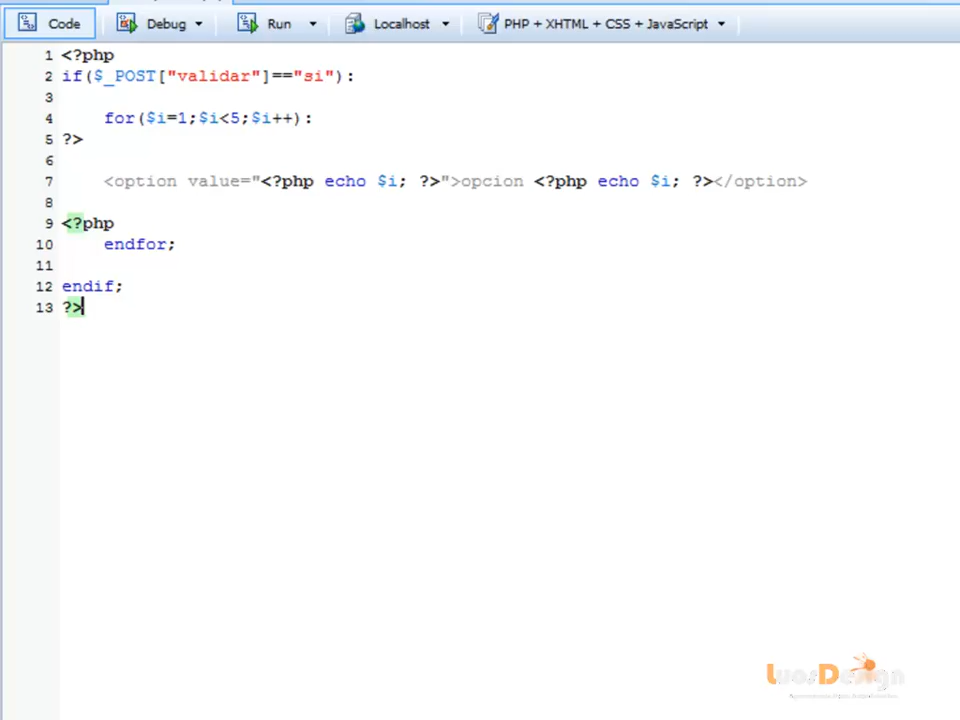 Code Debug Run Localhost PHP + XHTML + CSS + JavaScript
1 <?php
2 if($_POST["validar"]=="si"):
3
4 for($i=1;$i<5;$i++):
5 ?>
6
7 <option value="<?php echo $i; ?>">opcion <?php echo $i; ?></option>
8
9 <?php
10 endfor;
11
12 endif;
13 ?>
LuosDesign